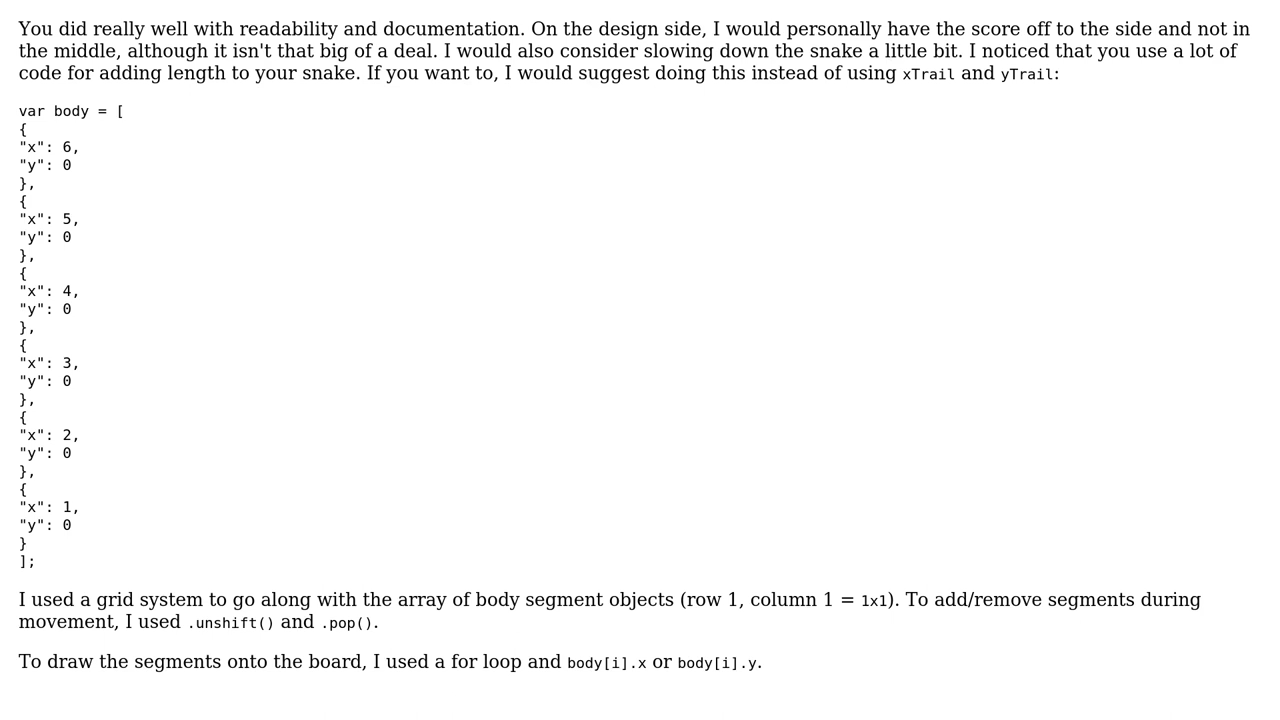 You did really well with readability and documentation. On the design side, I would personally have the score off to the side and not in
the middle, although it isn't that big of a deal. I would also consider slowing down the snake a little bit. I noticed that you use a lot of
code for adding length to your snake. If you want to, I would suggest doing this instead of using xTrail and yTrail:
var body = [
{
"x": 6,
"y": 0
},
{
"x": 5,
"y": 0
},
{
"x": 4,
"y": 0
},
{
"x": 3,
"y": 0
},
{
"x": 2,
"y": 0
},
{
"x": 1,
"y": 0
}
];
I used a grid system to go along with the array of body segment objects (row 1, column 1 = 1x1). To add/remove segments during
movement, I used .unshift() and .pop().
To draw the segments onto the board, I used a for loop and body[i].x or body[i].y.